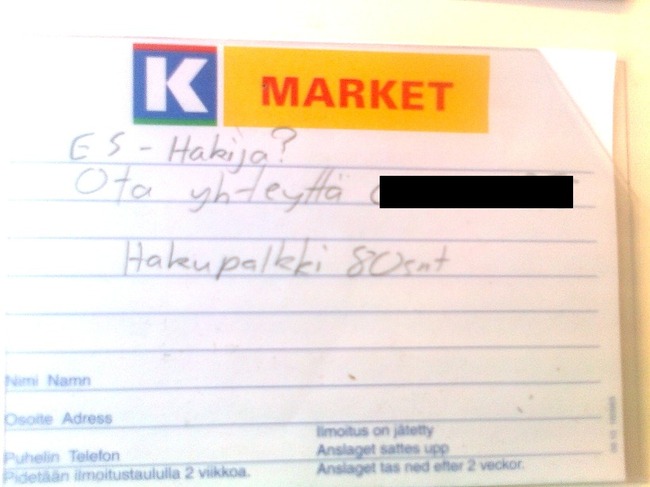 K MARKET
ES-Hakija?
Ota yhteyttä
Hakupalkki 80snt
Nimi Namn
Osoite Adress
Puhelin Telefon
Pidetään ilmoitustaululla 2 viikkoa.
Ilmoitus on jätetty
Anslaget sattes upp
Anslaget tas ned efter 2 veckor.